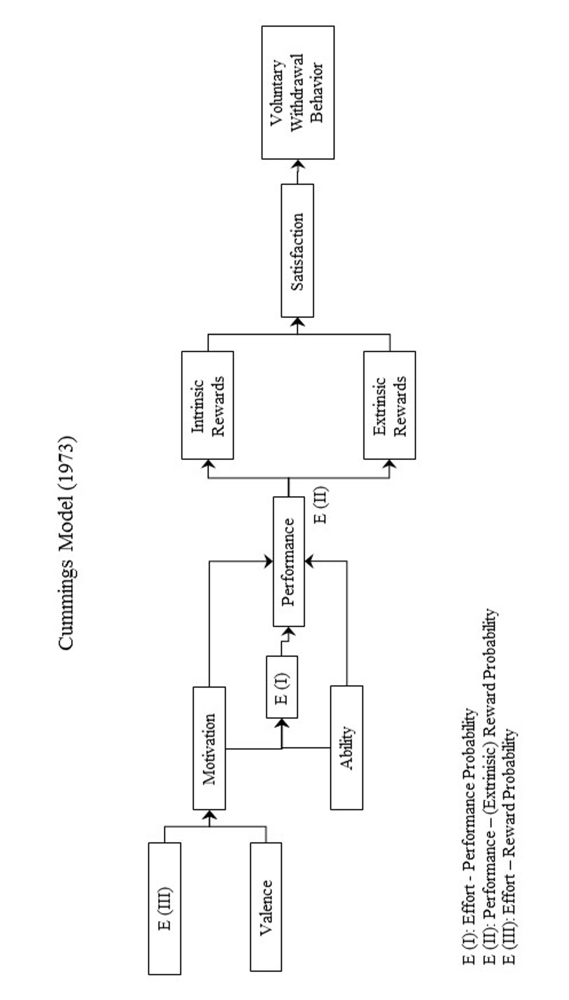 Cummings Model (1973)
E (III)
Valence
Motivation
E (I)
Ability
Performance
E (II)
Intrinsic
Rewards
Extrinsic
Rewards
Satisfaction
Voluntary
Withdrawal
Behavior
E (I): Effort - Performance Probability
E (II): Performance – (Extrinisic) Reward Probability
E (III): Effort – Reward Probability